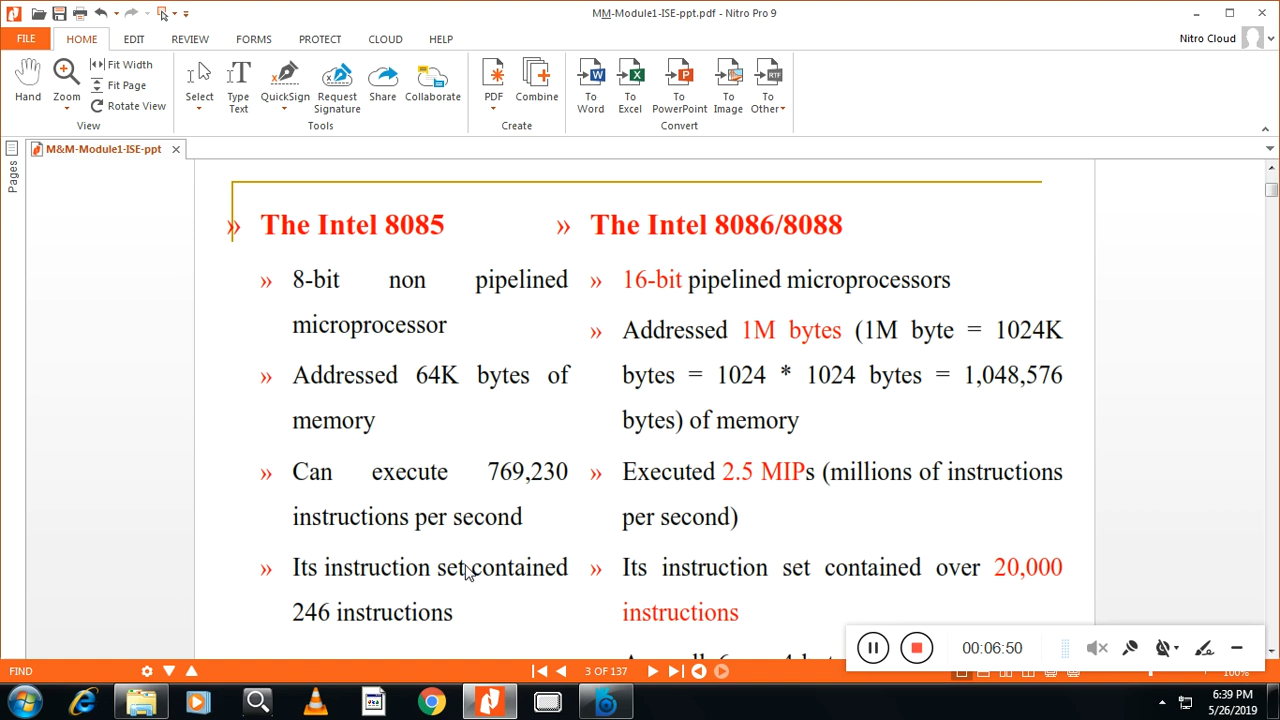 MM-Module1-ISE-ppt.pdf - Nitro Pro 9
FILE
HOME
EDIT
REVIEW
FORMS
PROTECT
CLOUD
HELP
Nitro Cloud
Hand
Zoom
Fit Width
Fit Page
Rotate View
View
Select
Type Text
QuickSign
Request Signature
Share
Collaborate
Tools
PDF
Combine
Create
To Word
To Excel
To PowerPoint
To Image
To Other
Convert
M&M-Module1-ISE-ppt
Pages
» The Intel 8085
» 8-bit non pipelined
microprocessor
» Addressed 64K bytes of
memory
» Can execute 769,230
instructions per second
» Its instruction set contained
246 instructions
» The Intel 8086/8088
» 16-bit pipelined microprocessors
» Addressed 1M bytes (1M byte = 1024K
bytes = 1024 * 1024 bytes = 1,048,576
bytes) of memory
» Executed 2.5 MIPs (millions of instructions
per second)
» Its instruction set contained over 20,000
instructions
00:06:50
FIND
3 OF 137
100%
6:39 PM
5/26/2019